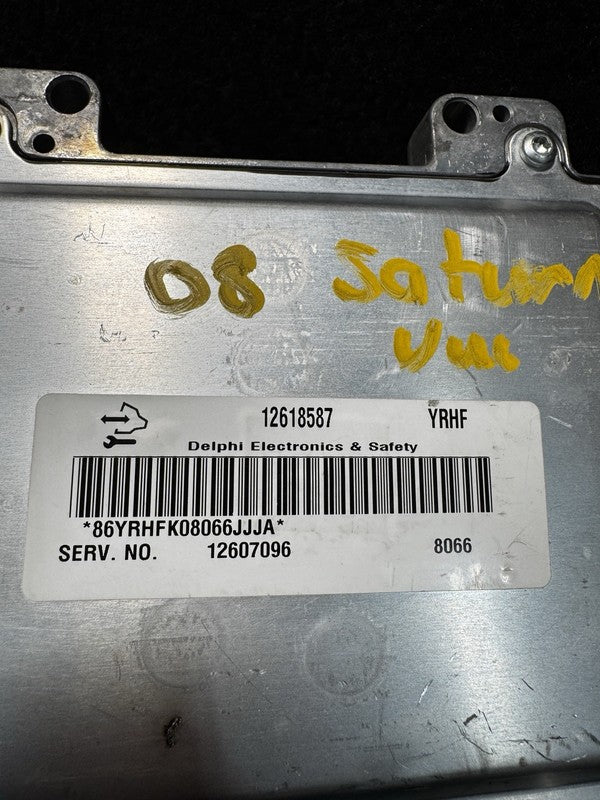 08 Saturn
Vue
12618587 YRHF
Delphi Electronics & Safety
*86YRHFK08066JJJA*
SERV. NO. 12607096 8066